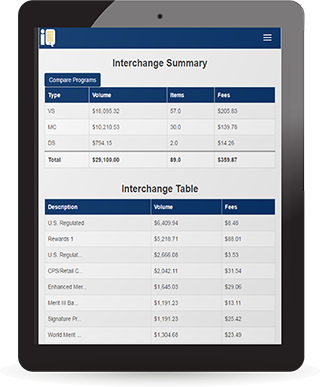 iQ
Interchange Summary
Compare Programs
Type Volume Items Fees
VS $18,095.32 57.0 $205.83
MC $10,210.53 30.0 $139.78
DS $794.15 2.0 $14.26
Total $29,100.00 89.0 $359.87
Interchange Table
Description Volume Fees
U.S. Regulated $6,409.94 $8.48
Rewards 1 $5,218.71 $88.01
U.S. Regulat... $2,666.08 $3.53
CPS/Retail C... $2,042.11 $31.54
Enhanced Mer... $1,645.03 $29.06
Merit III Ba... $1,191.23 $13.11
Signature Pr... $1,191.23 $28.42
World Merit ... $1,304.68 $23.49